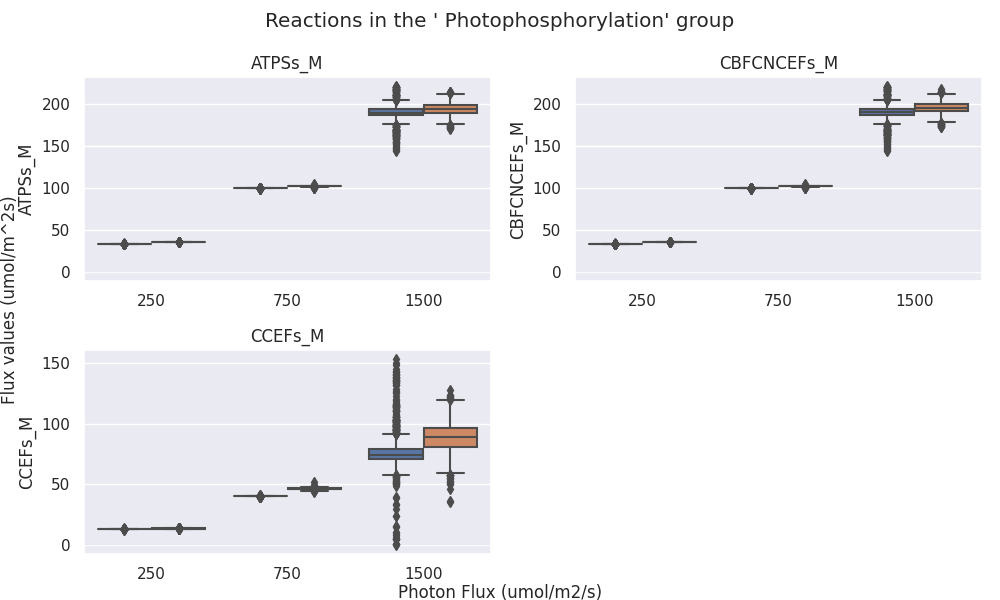 Reactions in the ' Photophosphorylation' group
ATPSs_M
CBFCNCEFs_M
200
150
100
50
0
ATPSs_M
250
750
1500
200
150
100
50
0
CBFCNCEFs_M
250
750
1500
Flux values (umol/m^2s)
CCEFs_M
150
100
50
0
CCEFs_M
250
750
1500
Photon Flux (umol/m2/s)